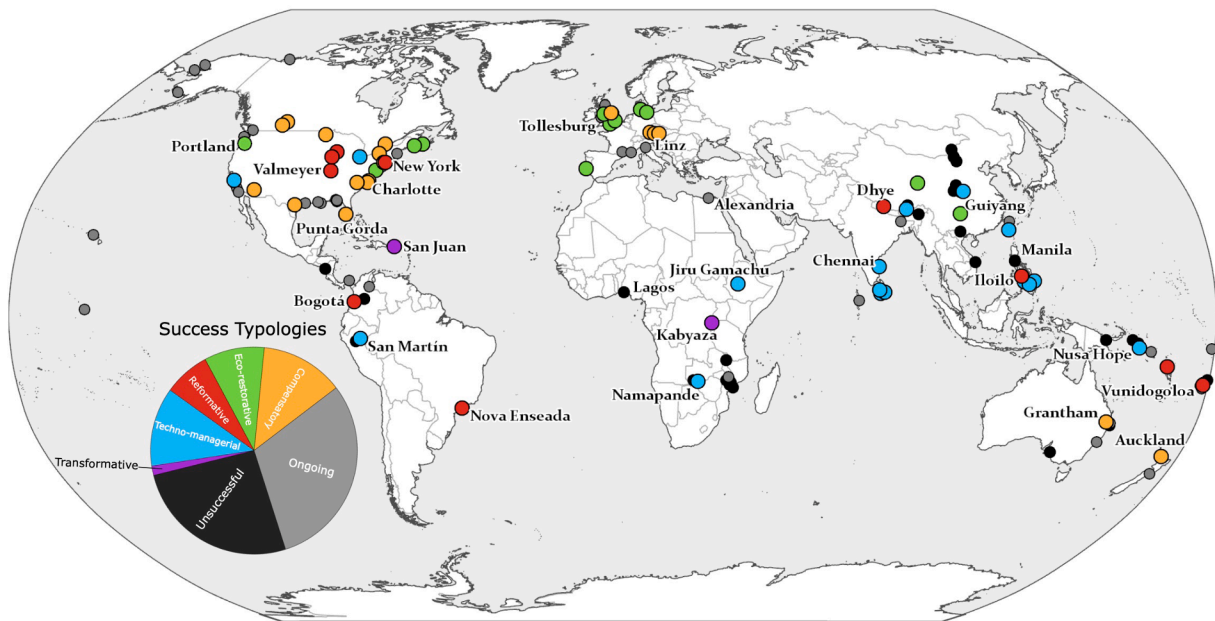 Portland
Valmeyer
New York
Charlotte
Punta Gorda
San Juan
Bogotá
San Martín
Nova Enseada
Tollesburg
Linz
Alexandria
Jiru Gamachu
Lagos
Kabyaza
Namapande
Dhye
Guiyang
Chennai
Manila
Iloilo
Nusa Hope
Vunidogoloa
Grantham
Auckland
Success Typologies
Eco-restorative
Compensatory
Reformative
Techno-managerial
Transformative
Unsuccessful
Ongoing